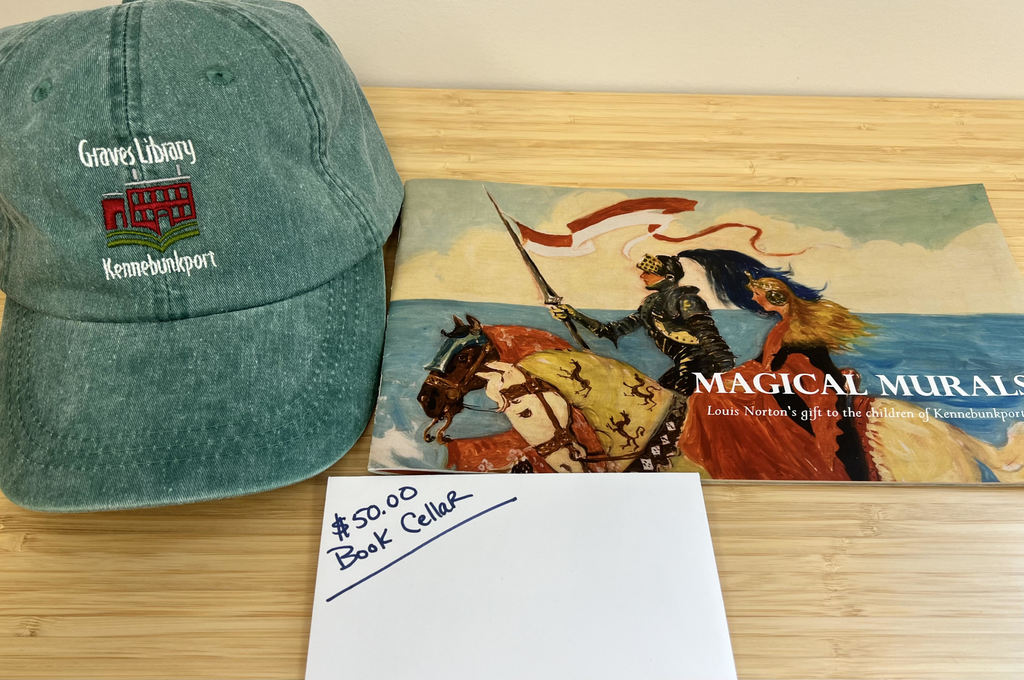 Graves Library
Kennebunkport
MAGICAL MURALS
Louis Norton's gift to the children of Kennebunkport
$50.00
Book Cellar